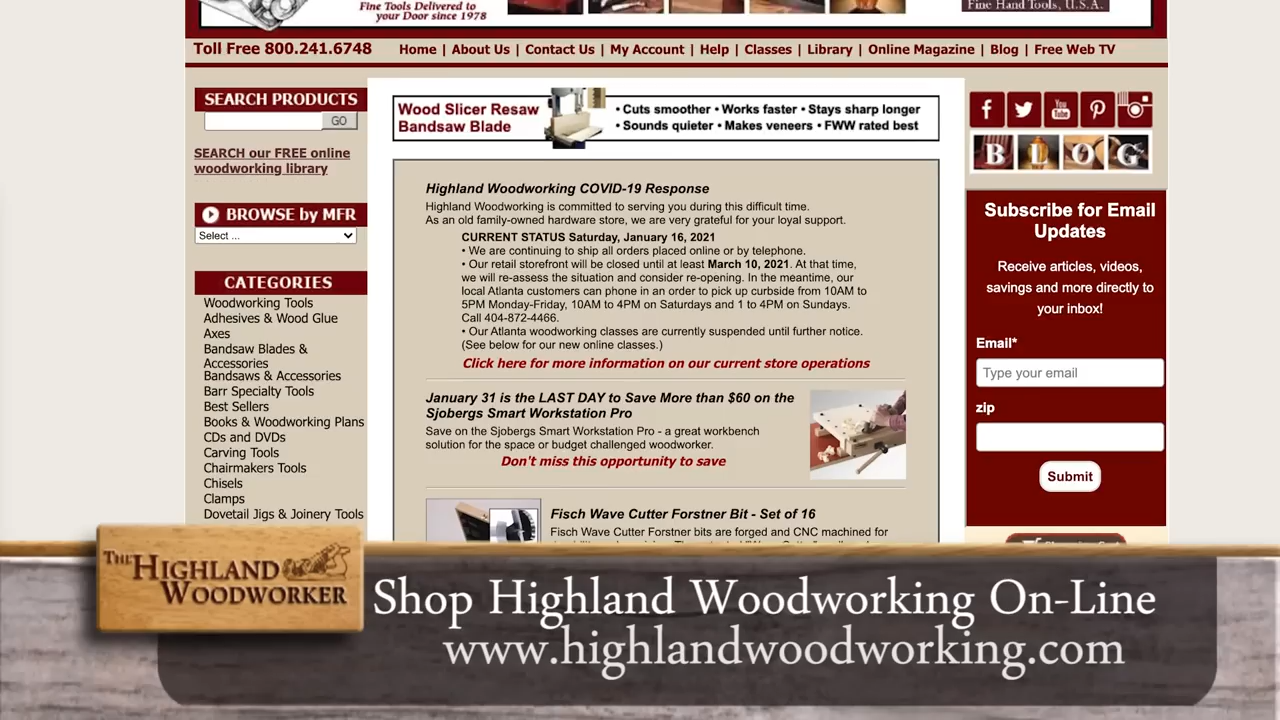 Fine Tools Delivered to
your Door since 1978
Fine Hand Tools, U.S.A.
Toll Free 800.241.6748
Home | About Us | Contact Us | My Account | Help | Classes | Library | Online Magazine | Blog | Free Web TV
SEARCH PRODUCTS
GO
SEARCH our FREE online
woodworking library
BROWSE by MFR
Select ...
CATEGORIES
Woodworking Tools
Adhesives & Wood Glue
Axes
Bandsaw Blades &
Accessories
Bandsaws & Accessories
Barr Specialty Tools
Best Sellers
Books & Woodworking Plans
CDs and DVDs
Carving Tools
Chairmakers Tools
Chisels
Clamps
Dovetail Jigs & Joinery Tools
Wood Slicer Resaw
Bandsaw Blade
• Cuts smoother • Works faster • Stays sharp longer
• Sounds quieter • Makes veneers • FWW rated best
Highland Woodworking COVID-19 Response
Highland Woodworking is committed to serving you during this difficult time.
As an old family-owned hardware store, we are very grateful for your loyal support.
CURRENT STATUS Saturday, January 16, 2021
• We are continuing to ship all orders placed online or by telephone.
• Our retail storefront will be closed until at least March 10, 2021. At that time,
we will re-assess the situation and consider re-opening. In the meantime, our
local Atlanta customers can phone in an order to pick up curbside from 10AM to
5PM Monday-Friday, 10AM to 4PM on Saturdays and 1 to 4PM on Sundays.
Call 404-872-4466.
• Our Atlanta woodworking classes are currently suspended until further notice.
(See below for our new online classes.)
Click here for more information on our current store operations
January 31 is the LAST DAY to Save More than $60 on the
Sjobergs Smart Workstation Pro
Save on the Sjobergs Smart Workstation Pro - a great workbench
solution for the space or budget challenged woodworker.
Don't miss this opportunity to save
Fisch Wave Cutter Forstner Bit - Set of 16
Fisch Wave Cutter Forstner bits are forged and CNC machined for
You Tube
BLOG
Subscribe for Email
Updates
Receive articles, videos,
savings and more directly to
your inbox!
Email*
Type your email
zip
Submit
THE HIGHLAND
WOODWORKER
Shop Highland Woodworking On-Line
www.highlandwoodworking.com